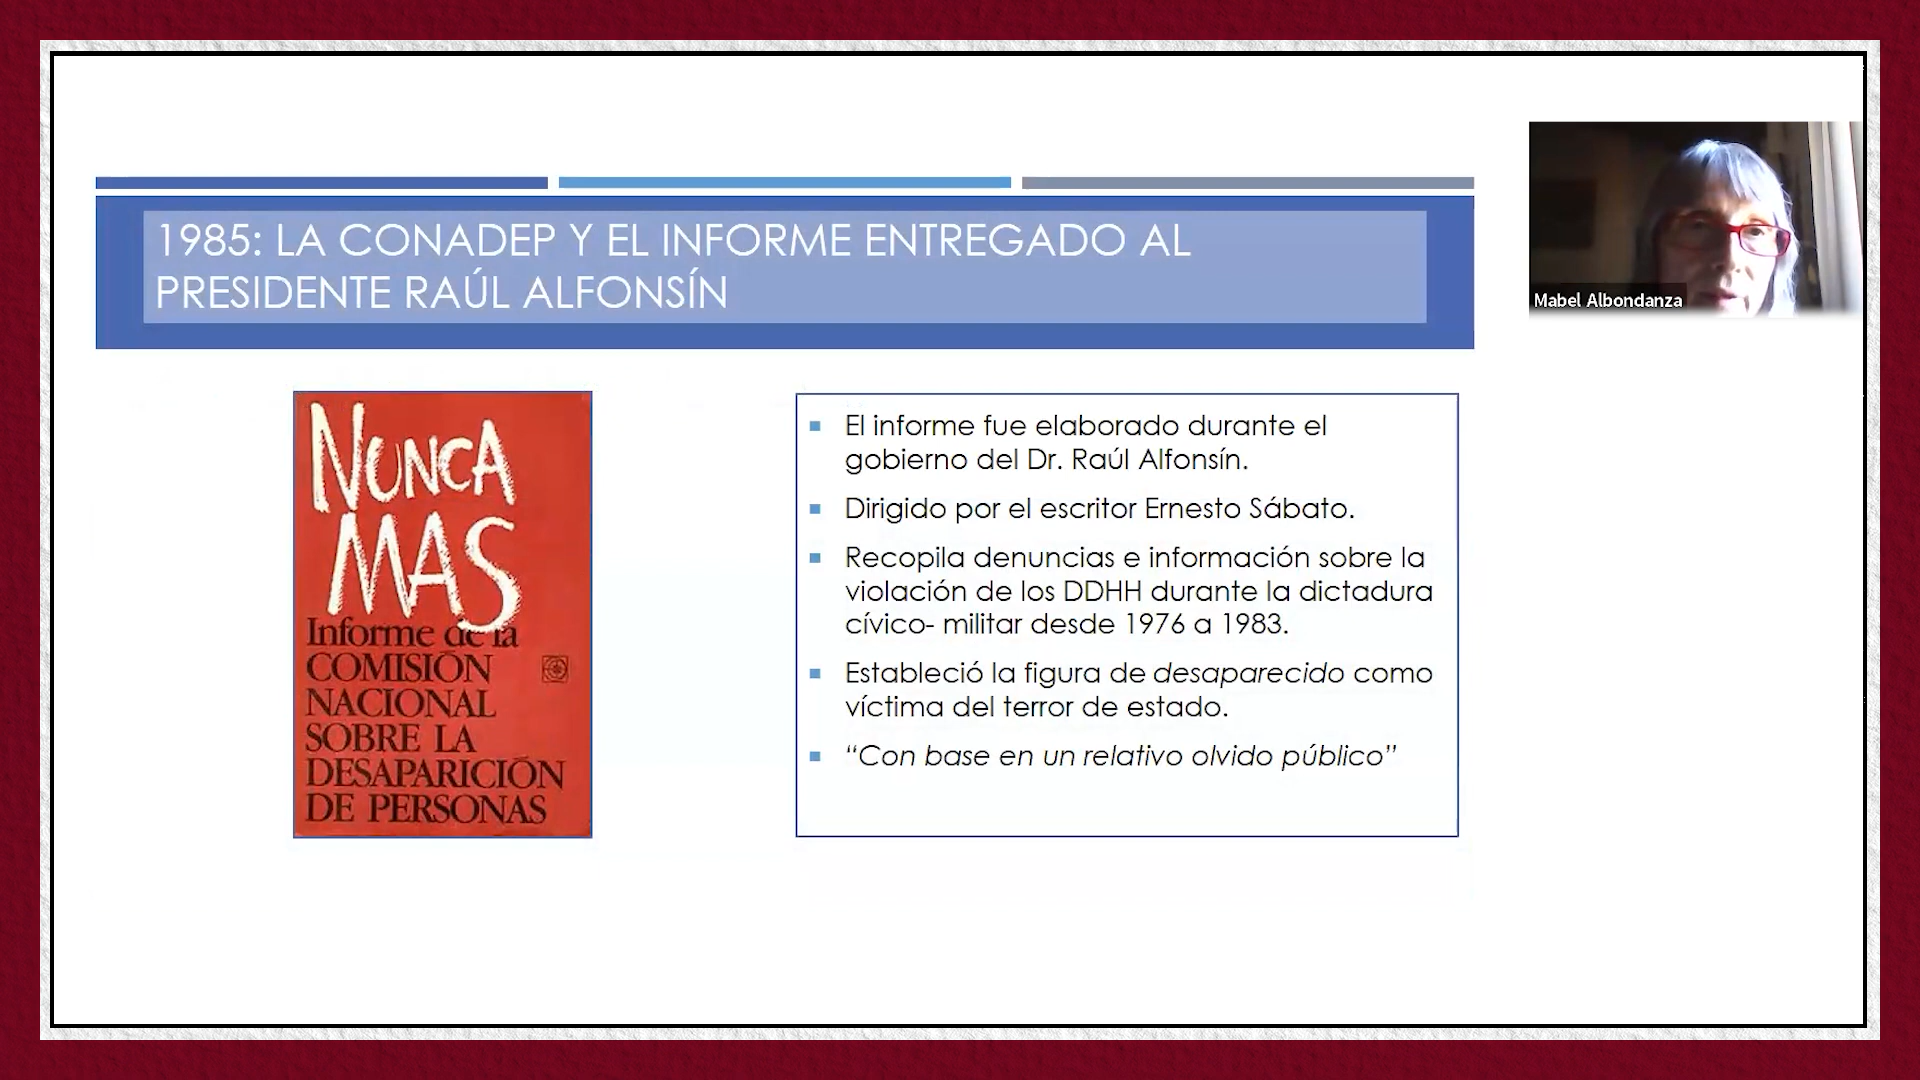 1985: LA CONADEP Y EL INFORME ENTREGADO AL
PRESIDENTE RAÚL ALFONSÍN
Mabel Albondanza
NUNCA
MAS
Informe de la
COMISIÓN
NACIONAL
SOBRE LA
DESAPARICIÓN
DE PERSONAS
El informe fue elaborado durante el
gobierno del Dr. Raúl Alfonsín.
Dirigido por el escritor Ernesto Sábato.
Recopila denuncias e información sobre la
violación de los DDHH durante la dictadura
cívico- militar desde 1976 a 1983.
Estableció la figura de desaparecido como
víctima del terror de estado.
“Con base en un relativo olvido público”